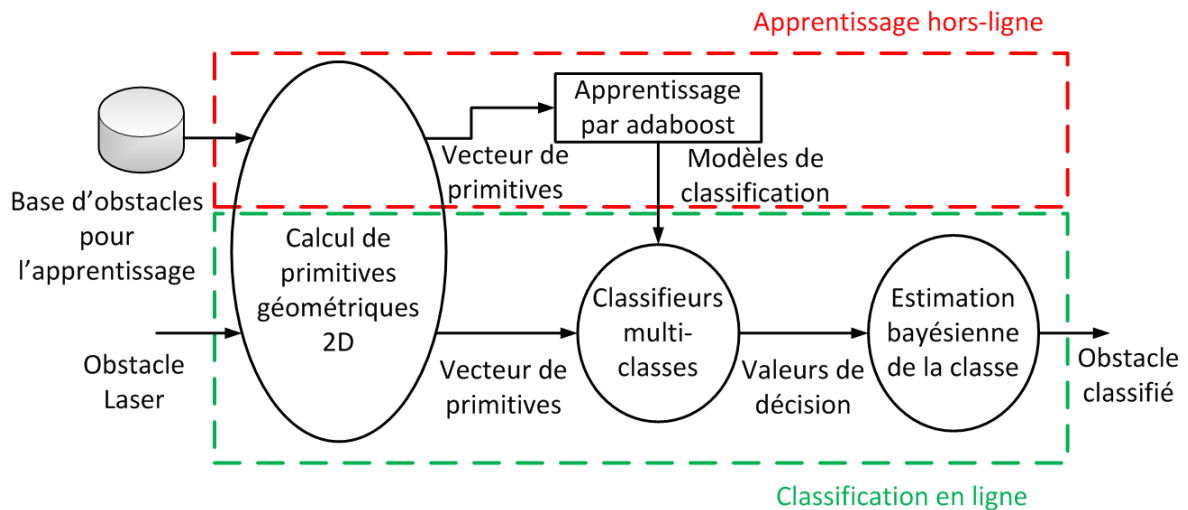 Apprentissage hors-ligne
Base d'obstacles
pour
l'apprentissage
Vecteur de
primitives
Apprentissage
par adaboost
Modèles de
classification
Calcul de
primitives
géométriques
2D
Obstacle
Laser
Vecteur de
primitives
Classifieurs
multi-
classes
Valeurs de
décision
Estimation
bayésienne
de la classe
Obstacle
classifié
Classification en ligne